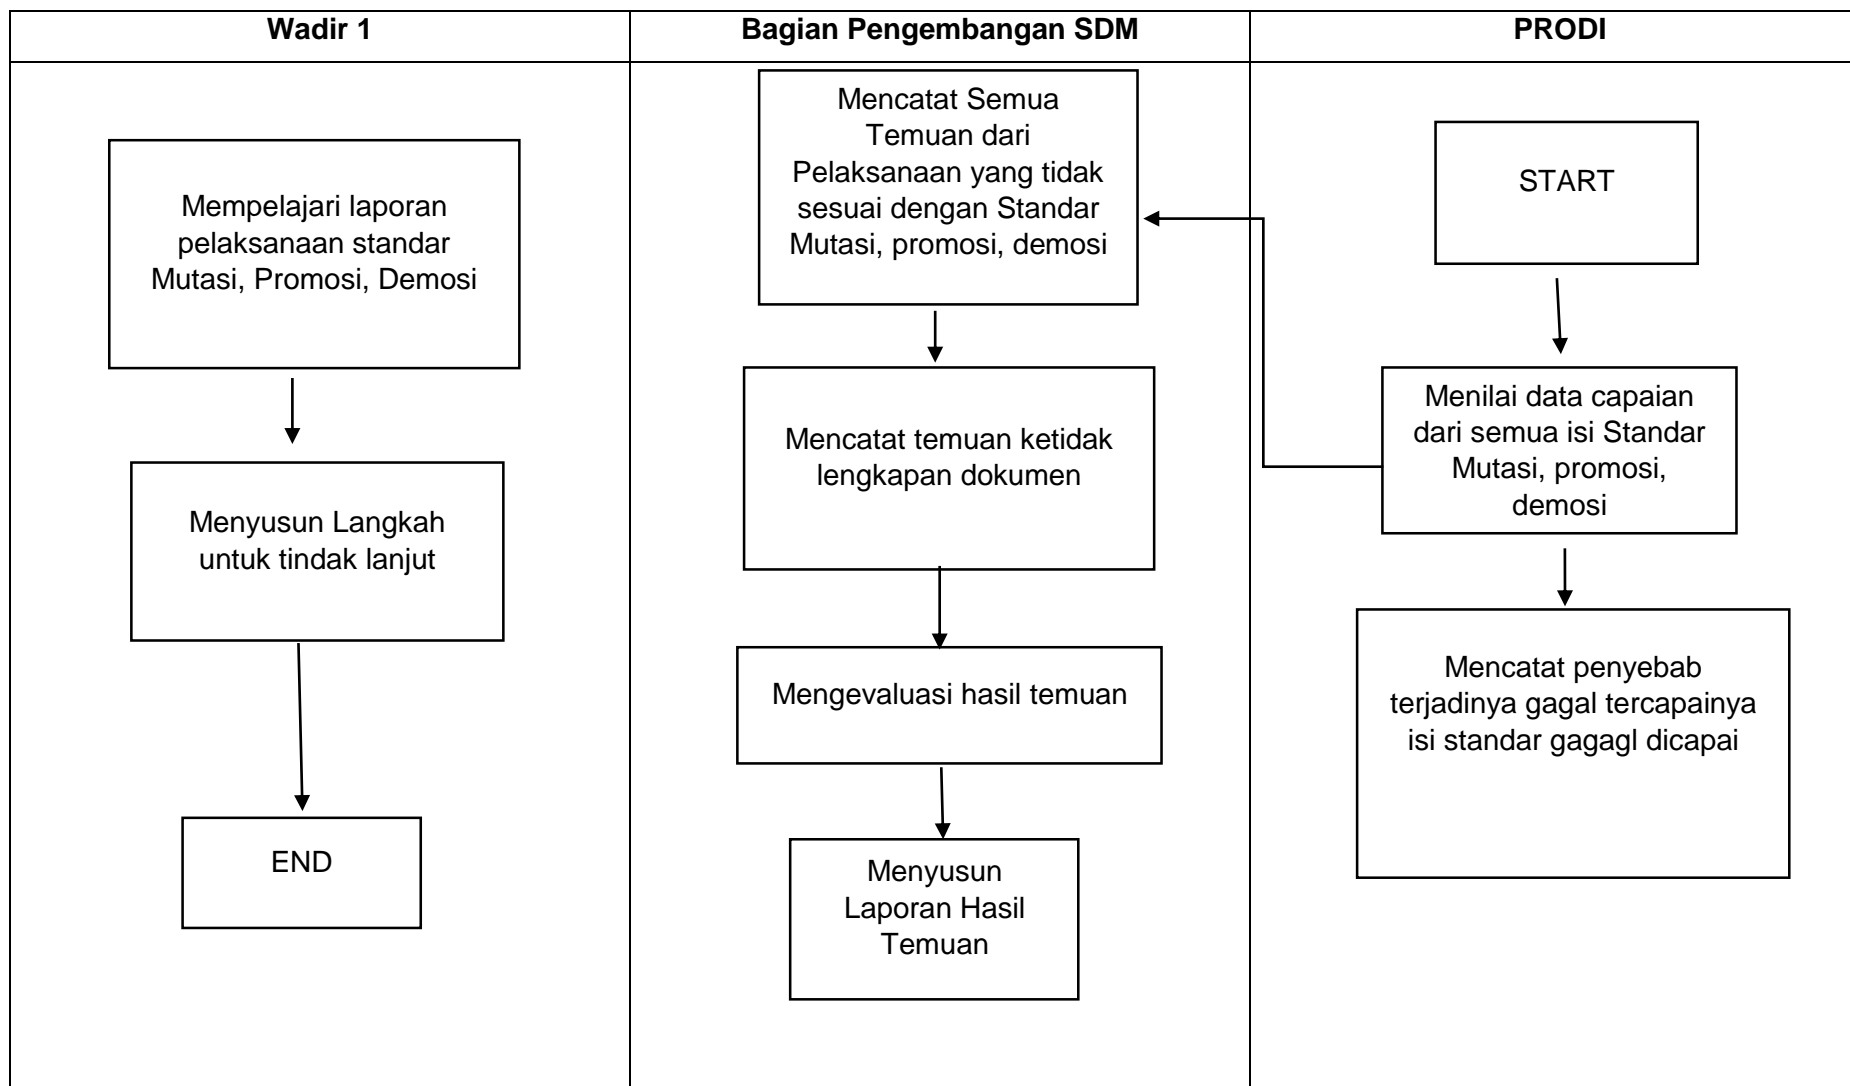 Wadir 1
Bagian Pengembangan SDM
PRODI
Mempelajari laporan
pelaksanaan standar
Mutasi, Promosi, Demosi
Menyusun Langkah
untuk tindak lanjut
END
Mencatat Semua
Temuan dari
Pelaksanaan yang tidak
sesuai dengan Standar
Mutasi, promosi, demosi
Mencatat temuan ketidak
lengkapan dokumen
Mengevaluasi hasil temuan
Menyusun
Laporan Hasil
Temuan
START
Menilai data capaian
dari semua isi Standar
Mutasi, promosi,
demosi
Mencatat penyebab
terjadinya gagal tercapainya
isi standar gagagl dicapai